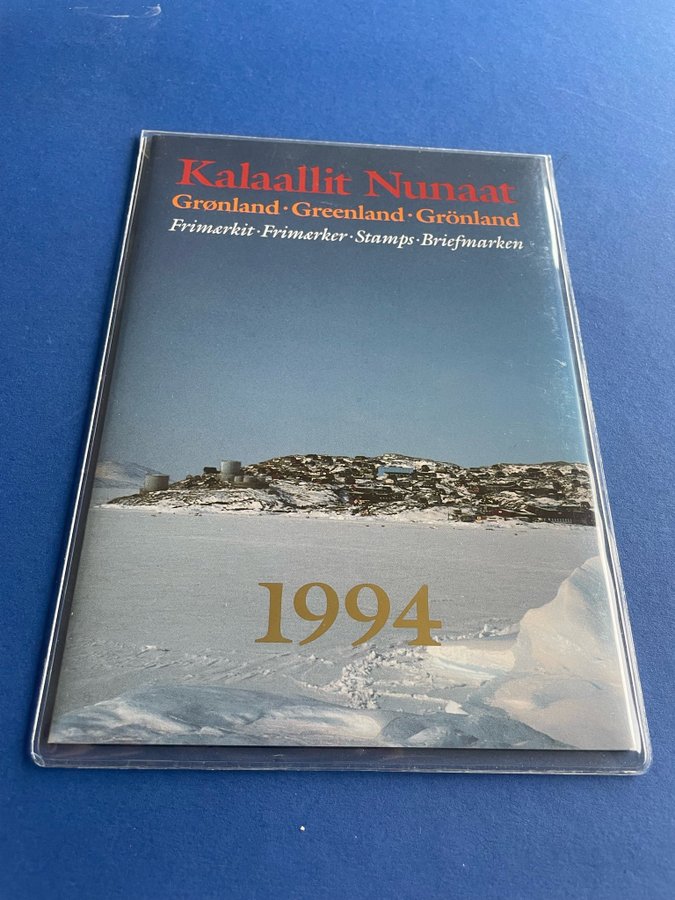 Kalaallit Nunaat
Grønland · Greenland · Grönland
Frimærkit · Frimærker · Stamps · Briefmarken
1994